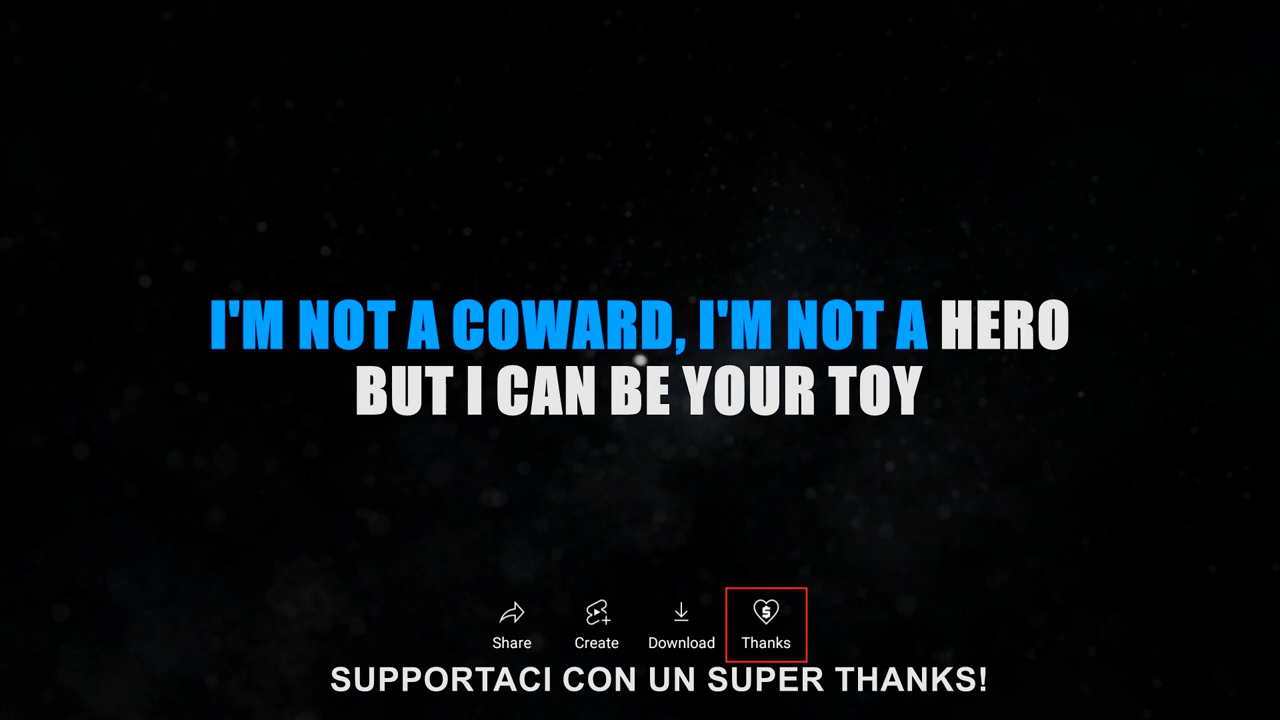 I'M NOT A COWARD, I'M NOT A HERO
BUT I CAN BE YOUR TOY
Share Create Download Thanks
SUPPORTACI CON UN SUPER THANKS!